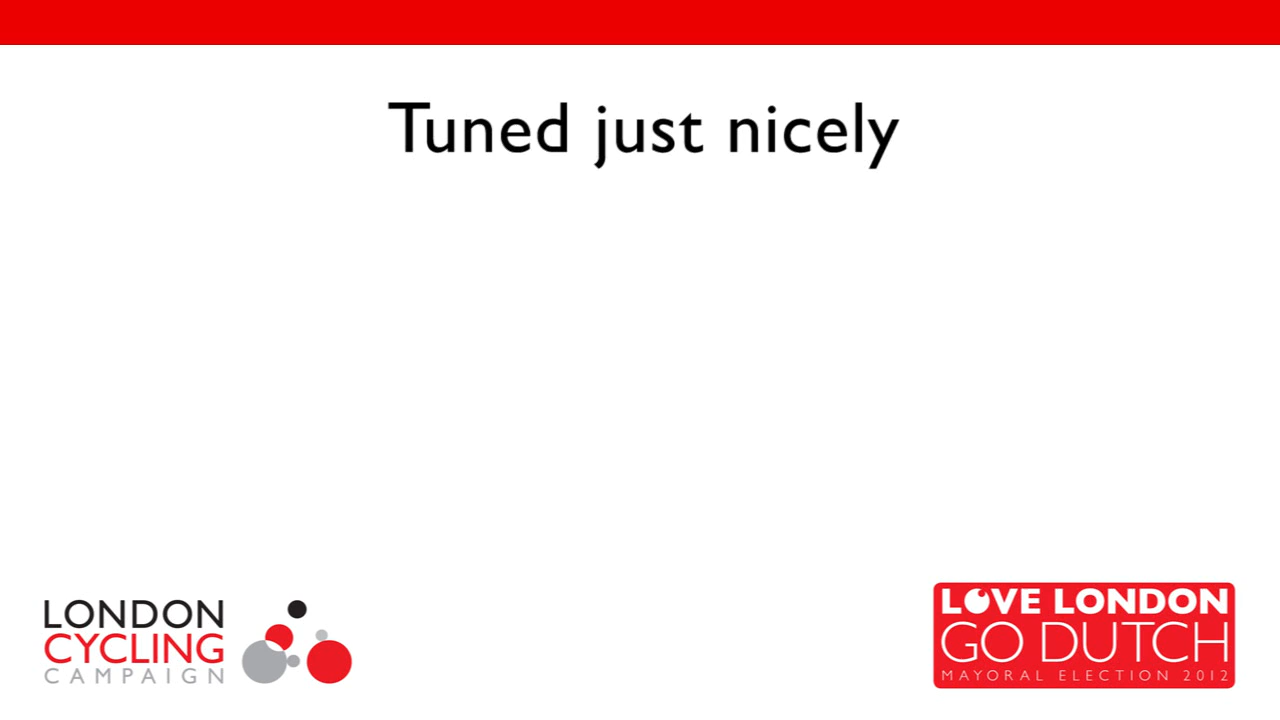 Tuned just nicely
LONDON
CYCLING
CAMPAIGN
LOVE LONDON
GO DUTCH
MAYORAL ELECTION 2012